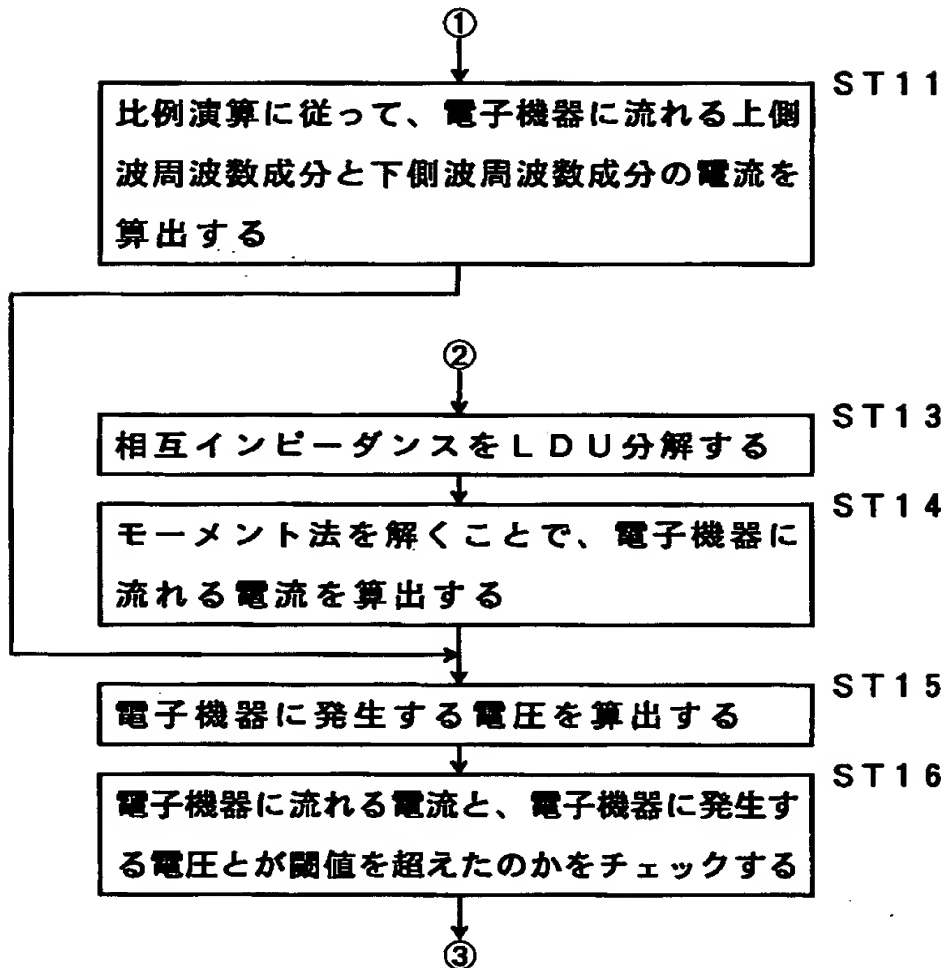 ①
ST11
比例演算に従って、電子機器に流れる上側
波周波数成分と下側波周波数成分の電流を
算出する
②
ST13
相互インピーダンスをLDU分解する
ST14
モーメント法を解くことで、電子機器に
流れる電流を算出する
ST15
電子機器に発生する電圧を算出する
ST16
電子機器に流れる電流と、電子機器に発生す
る電圧とが閾値を超えたのかをチェックする
③